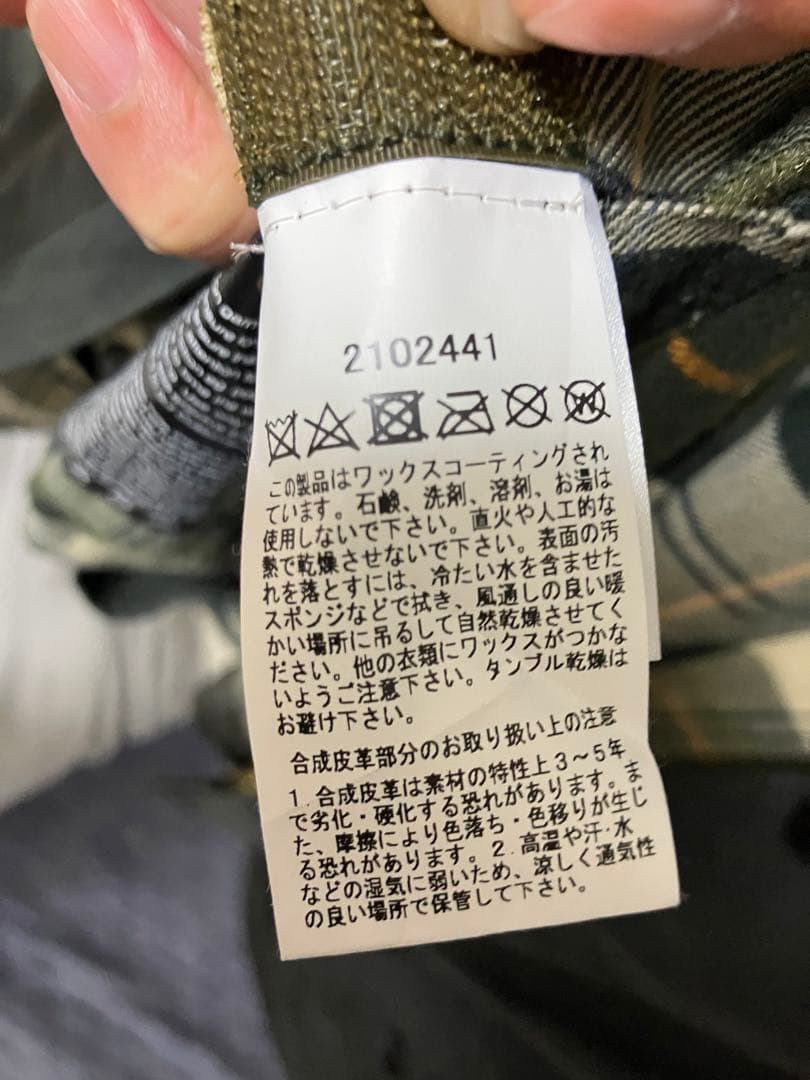 2102441
この製品はワックスコーティングされ
ています。石鹸、洗剤、溶剤、お湯は
使用しないで下さい。直火や人工的な
熱で乾燥させないで下さい。表面の汚
れを落とすには、冷たい水を含ませた
スポンジなどで拭き、風通しの良い暖
かい場所に吊るして自然乾燥させてく
ださい。他の衣類にワックスがつかな
いようご注意下さい。タンブル乾燥は
お避け下さい。
合成皮革部分のお取り扱い上の注意
1.合成皮革は素材の特性上3~5年
で劣化・硬化する恐れがあります。ま
た、摩擦により色落ち・色移りが生じ
る恐れがあります。2.高温や汗・水
などの湿気に弱いため、涼しく通気性
の良い場所で保管して下さい。